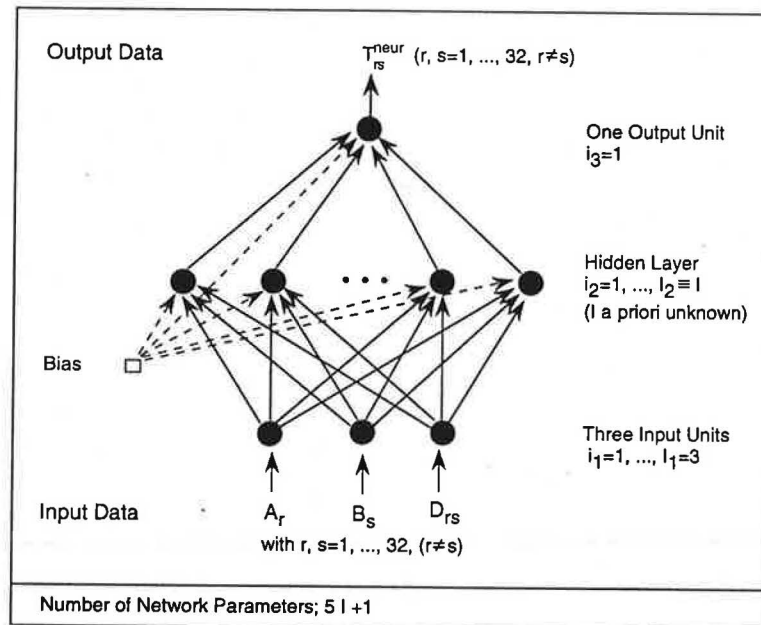 Output Data
T_rs^neur (r, s=1, ..., 32, r≠s)
One Output Unit
i3=1
Hidden Layer
i2=1, ..., I2 ≡ I
(I a priori unknown)
• • •
Bias
Three Input Units
i1=1, ..., I1=3
Input Data
Ar Bs Drs
with r, s=1, ..., 32, (r≠s)
Number of Network Parameters; 5 I +1